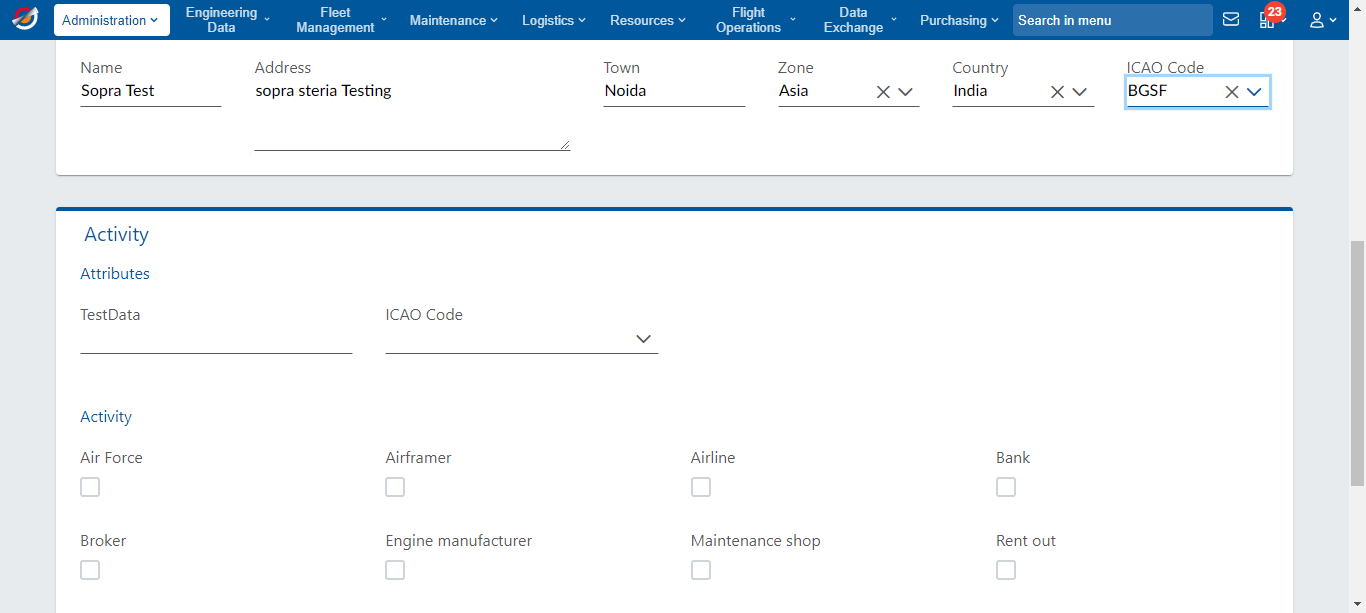 Administration
Engineering Data
Fleet Management
Maintenance
Logistics
Resources
Flight Operations
Data Exchange
Purchasing
Search in menu
23
Name
Address
Town
Zone
Country
ICAO Code
Sopra Test
sopra steria Testing
Noida
Asia
India
BGSF
Activity
Attributes
TestData
ICAO Code
Activity
Air Force
Airframer
Airline
Bank
Broker
Engine manufacturer
Maintenance shop
Rent out